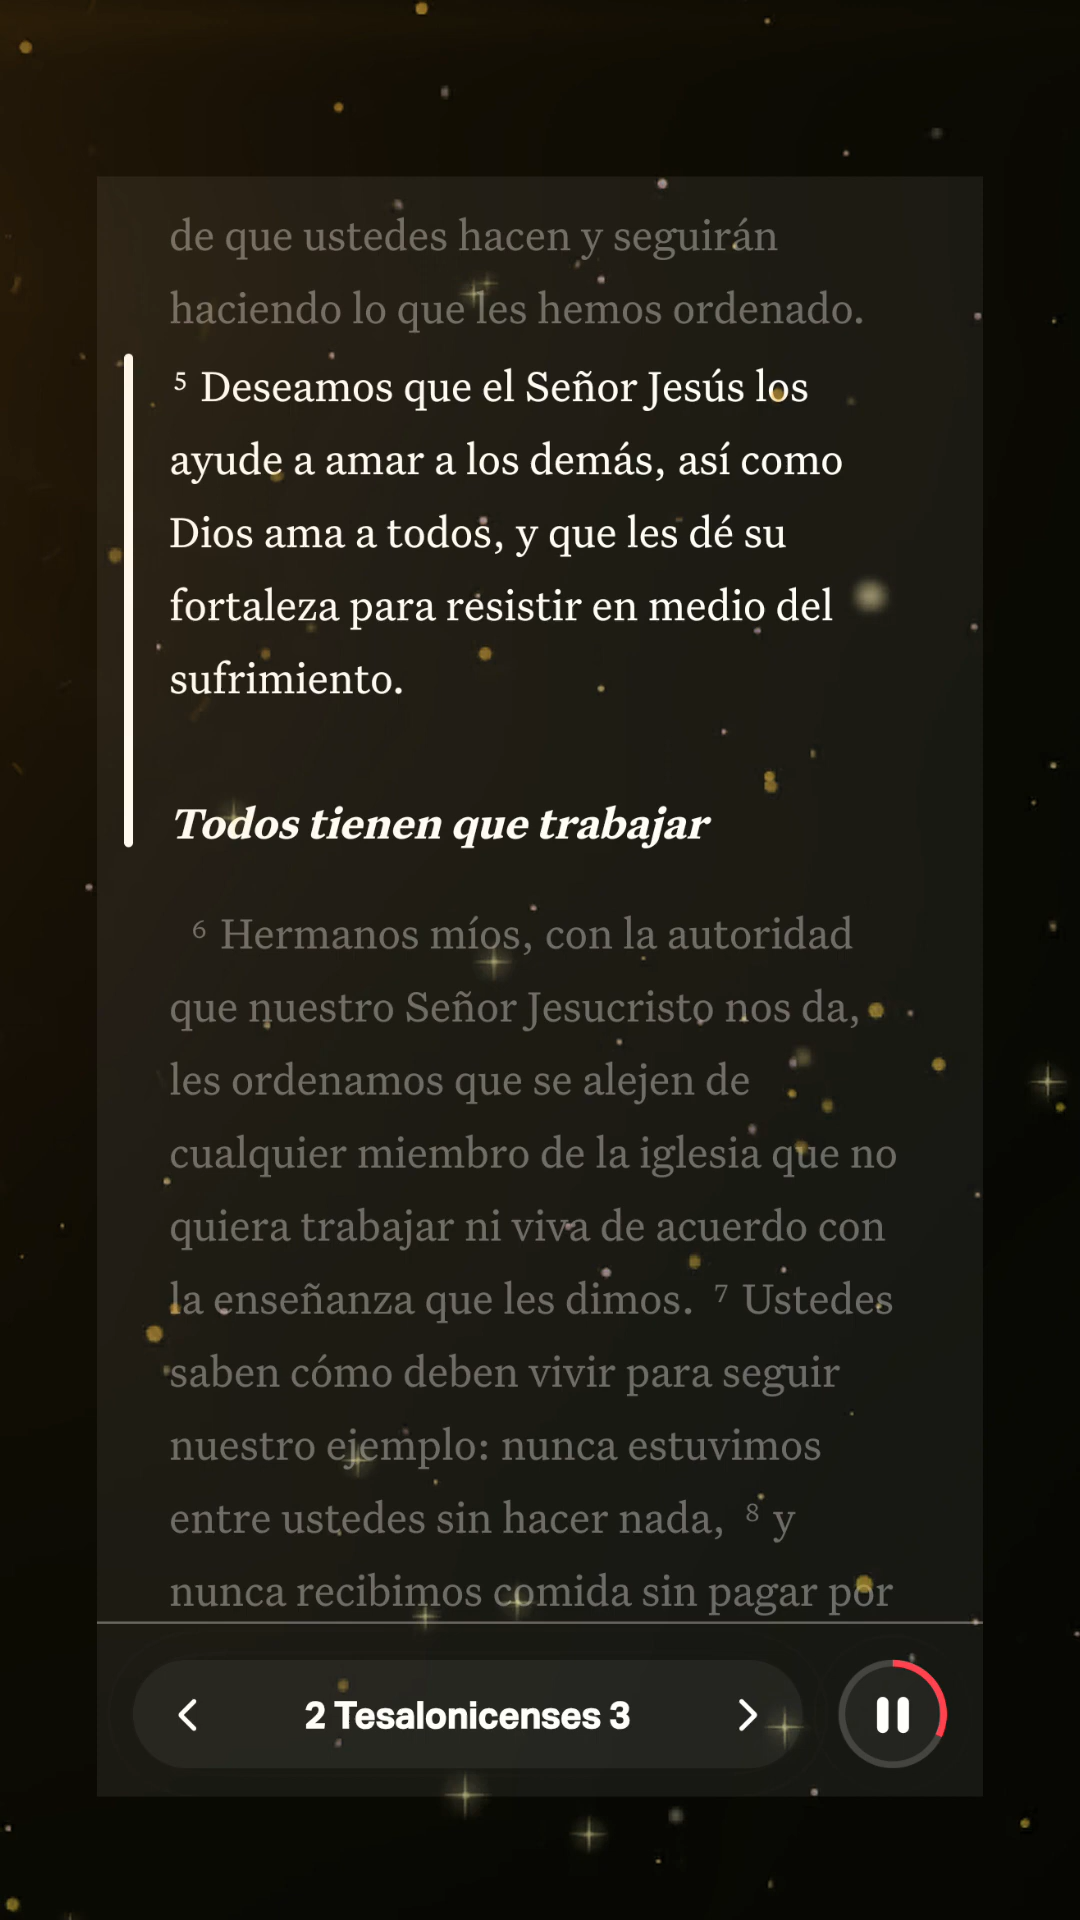 de que ustedes hacen y seguirán
haciendo lo que les hemos ordenado.
5 Deseamos que el Señor Jesús los
ayude a amar a los demás, así como
Dios ama a todos, y que les dé su
fortaleza para resistir en medio del
sufrimiento.
Todos tienen que trabajar
6 Hermanos míos, con la autoridad
que nuestro Señor Jesucristo nos da,
les ordenamos que se alejen de
cualquier miembro de la iglesia que no
quiera trabajar ni viva de acuerdo con
la enseñanza que les dimos. 7 Ustedes
saben cómo deben vivir para seguir
nuestro ejemplo: nunca estuvimos
entre ustedes sin hacer nada, 8 y
nunca recibimos comida sin pagar por
2 Tesalonicenses 3